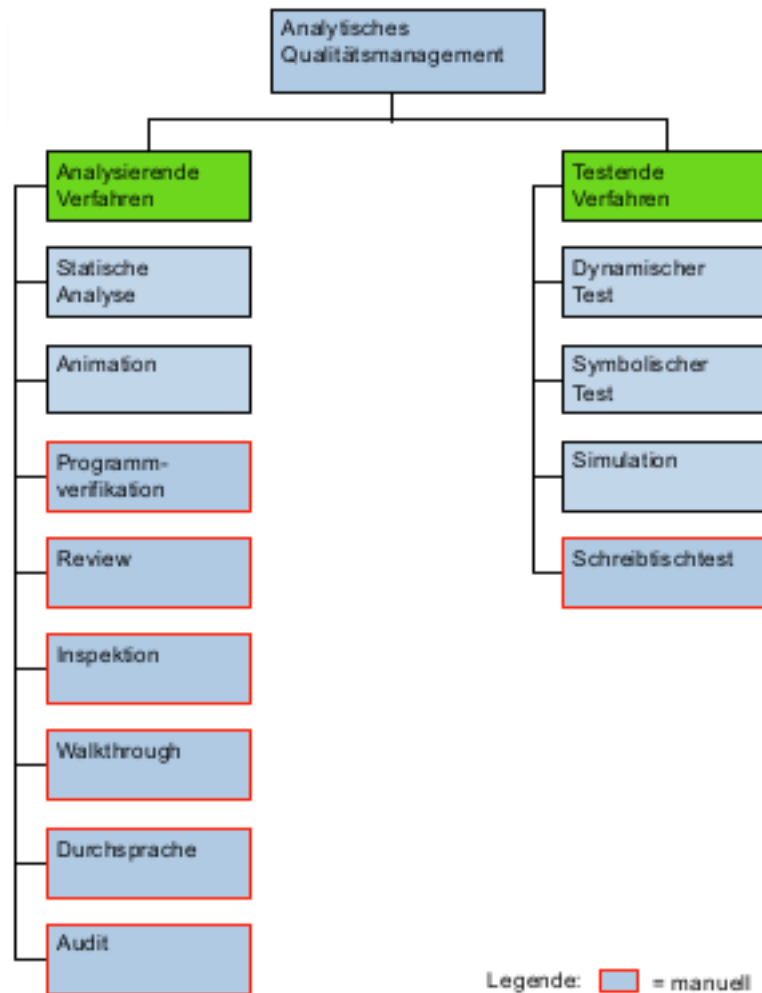 Analytisches
Qualitätsmanagement
Analysierende
Verfahren
Statische
Analyse
Animation
Programm-
verifikation
Review
Inspektion
Walkthrough
Durchsprache
Audit
Testende
Verfahren
Dynamischer
Test
Symbolischer
Test
Simulation
Schreibtischtest
Legende: = manuell